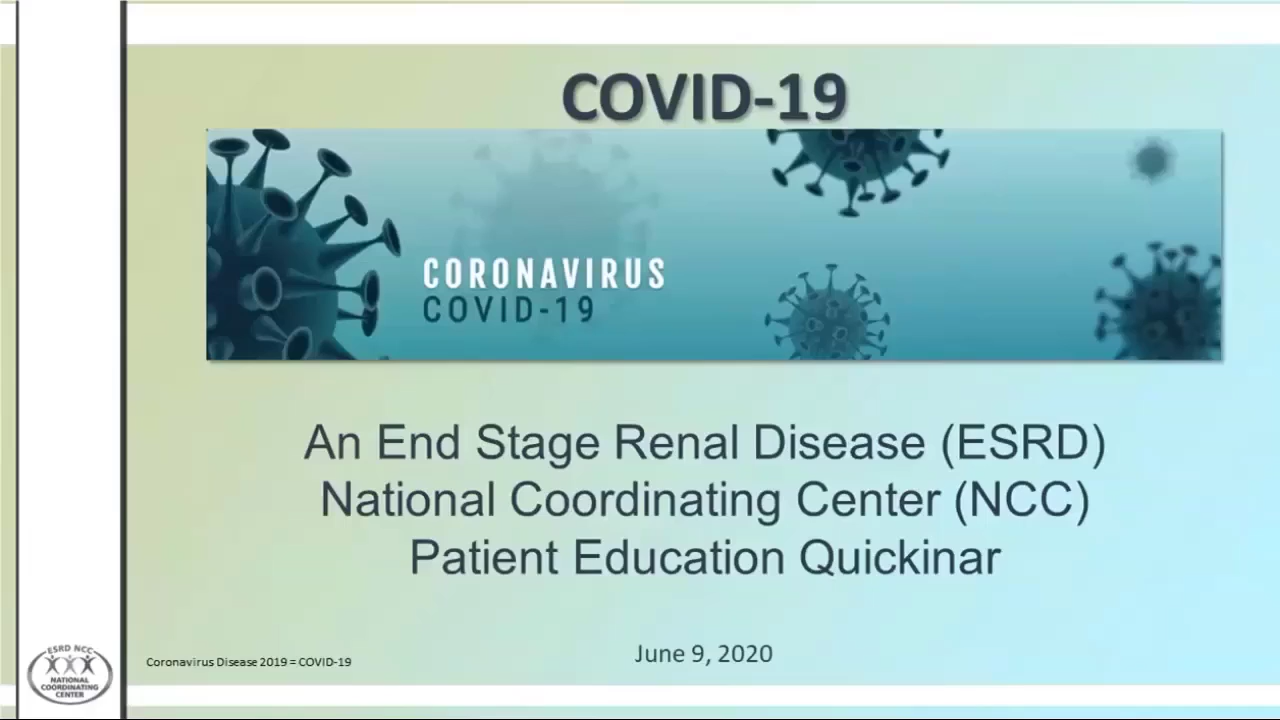 COVID-19
CORONAVIRUS
COVID-19
An End Stage Renal Disease (ESRD)
National Coordinating Center (NCC)
Patient Education Quickinar
June 9, 2020
Coronavirus Disease 2019 = COVID-19
ESRD NCC
NATIONAL
COORDINATING
CENTER